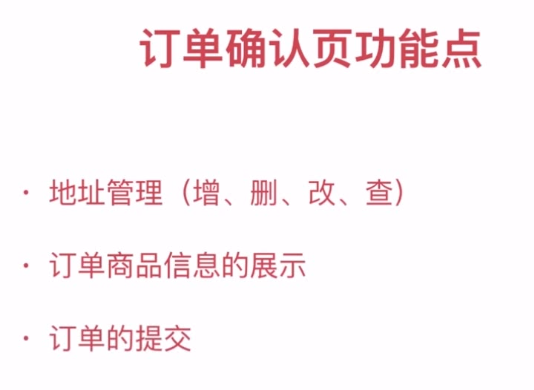 订单确认页功能点
· 地址管理（增、删、改、查）
· 订单商品信息的展示
· 订单的提交